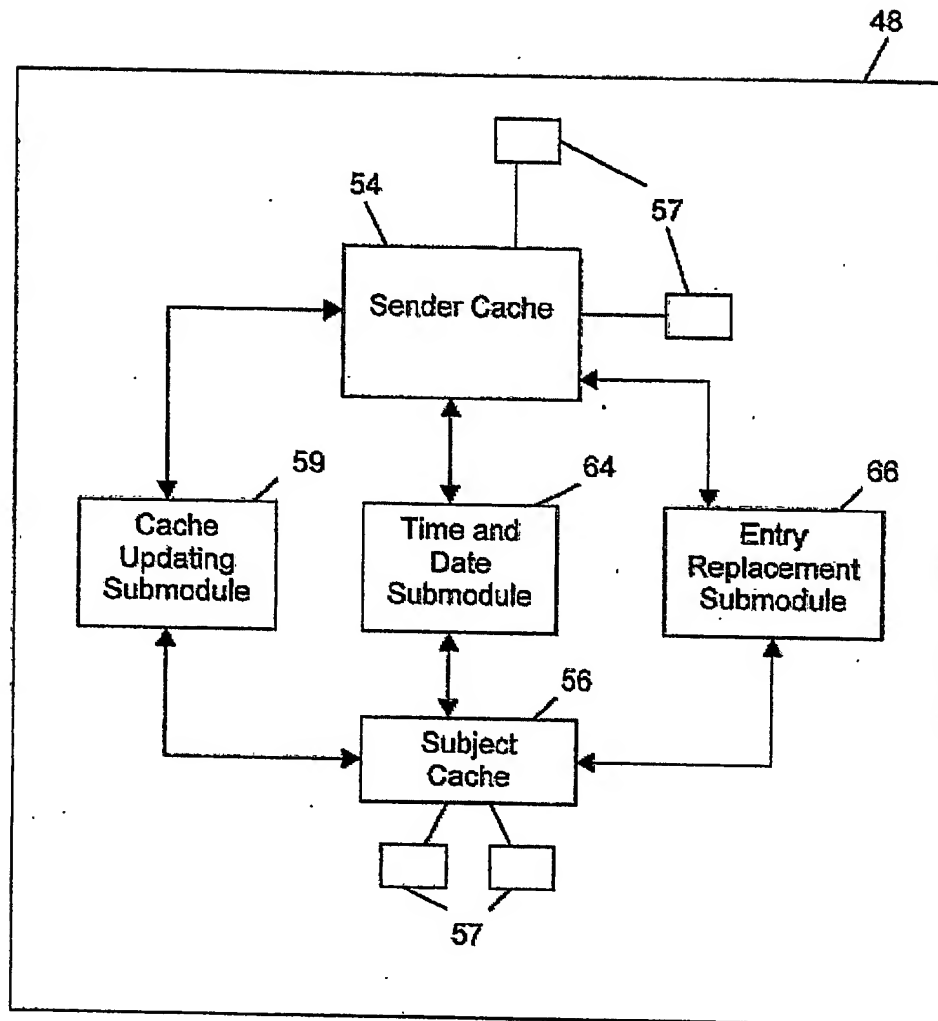 48
57
54
Sender Cache
59
Cache
Updating
Submodule
64
Time and
Date
Submodule
66
Entry
Replacement
Submodule
56
Subject
Cache
57